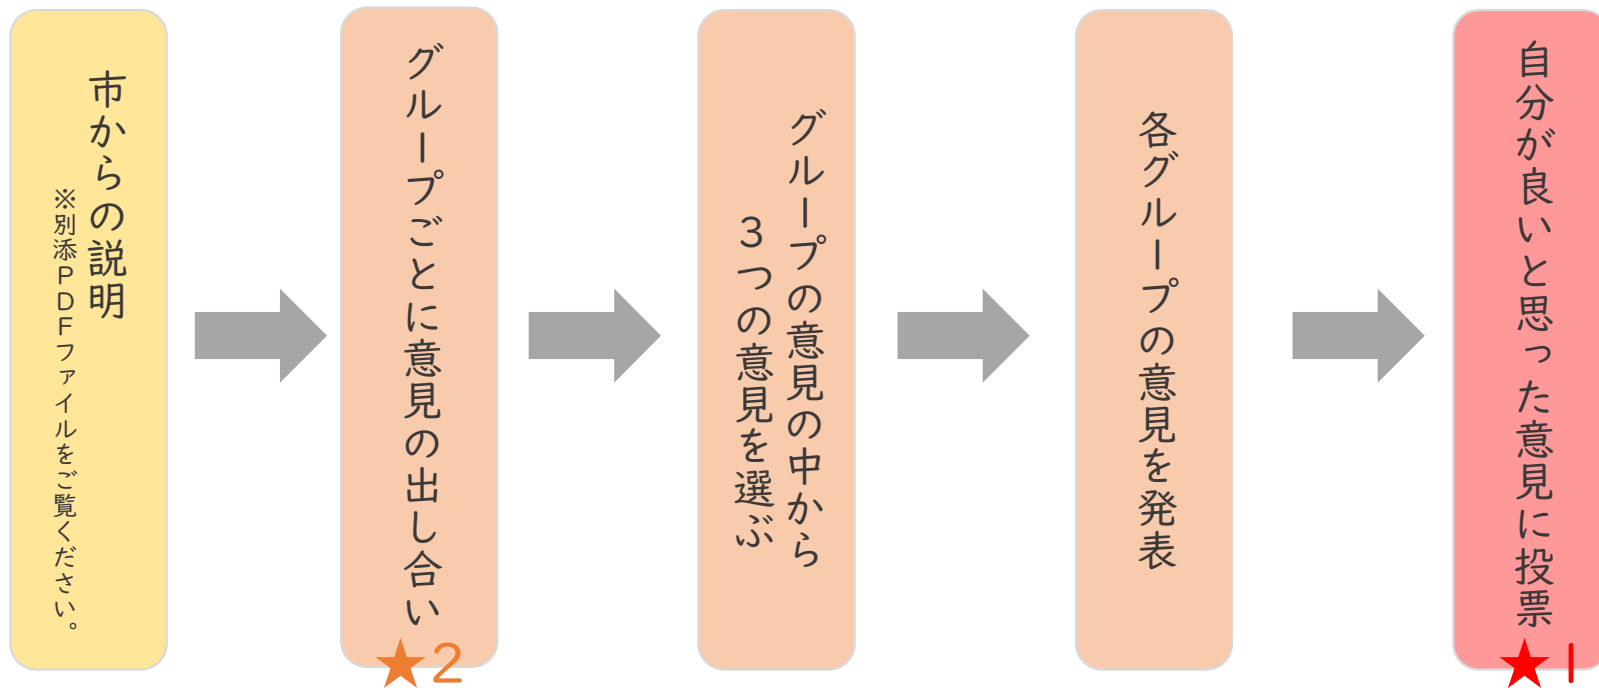 市からの説明
※別添PDFファイルをご覧ください。
グループごとに意見の出し合い
★2
グループの意見の中から
3つの意見を選ぶ
各グループの意見を発表
自分が良いと思った意見に投票
★1